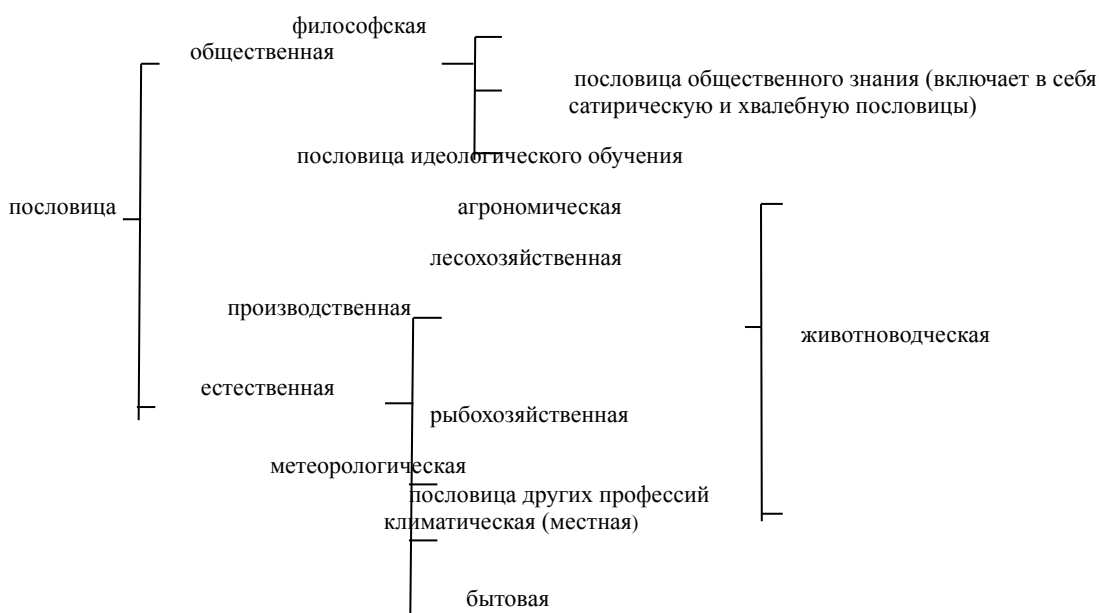 философская
общественная
пословица общественного знания (включает в себя
сатирическую и хвалебную пословицы)
пословица идеологического обучения
пословица
агрономическая
лесохозяйственная
производственная
животноводческая
естественная
рыбохозяйственная
метеорологическая
пословица других профессий
климатическая (местная)
бытовая